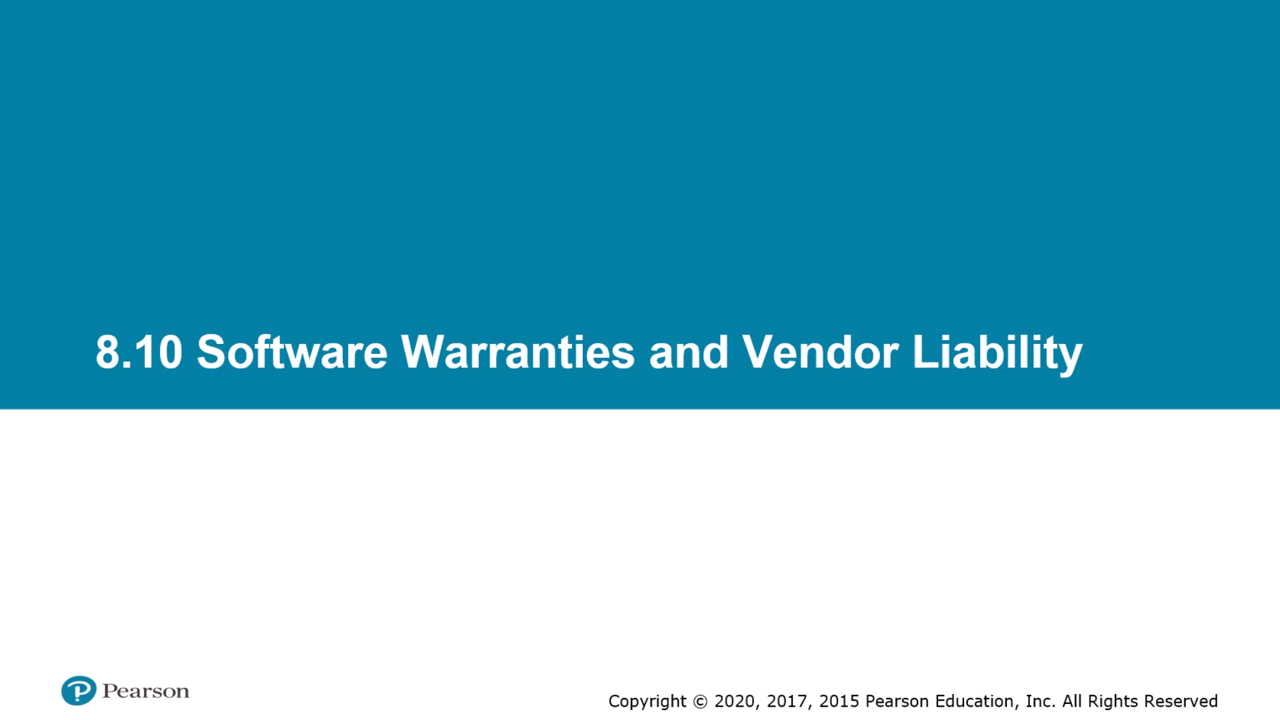 8.10 Software Warranties and Vendor Liability
Pearson
Copyright © 2020, 2017, 2015 Pearson Education, Inc. All Rights Reserved